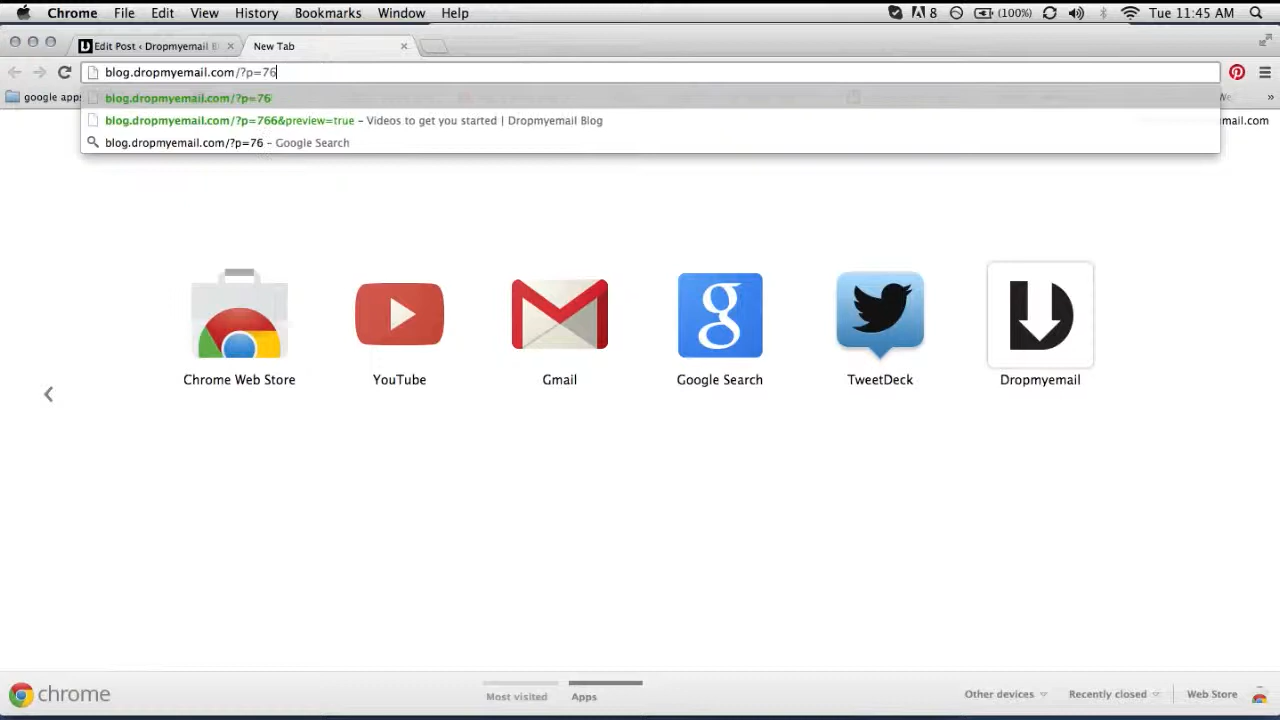 Chrome File Edit View History Bookmarks Window Help 8 (100%) Tue 11:45 AM
Edit Post ‹ Dropmyemail Bl New Tab
blog.dropmyemail.com/?p=76
google apps
blog.dropmyemail.com/?p=76
blog.dropmyemail.com/?p=766&preview=true – Videos to get you started | Dropmyemail Blog mail.com
blog.dropmyemail.com/?p=76 – Google Search
Chrome Web Store YouTube Gmail Google Search TweetDeck Dropmyemail
chrome Most visited Apps Other devices Recently closed Web Store